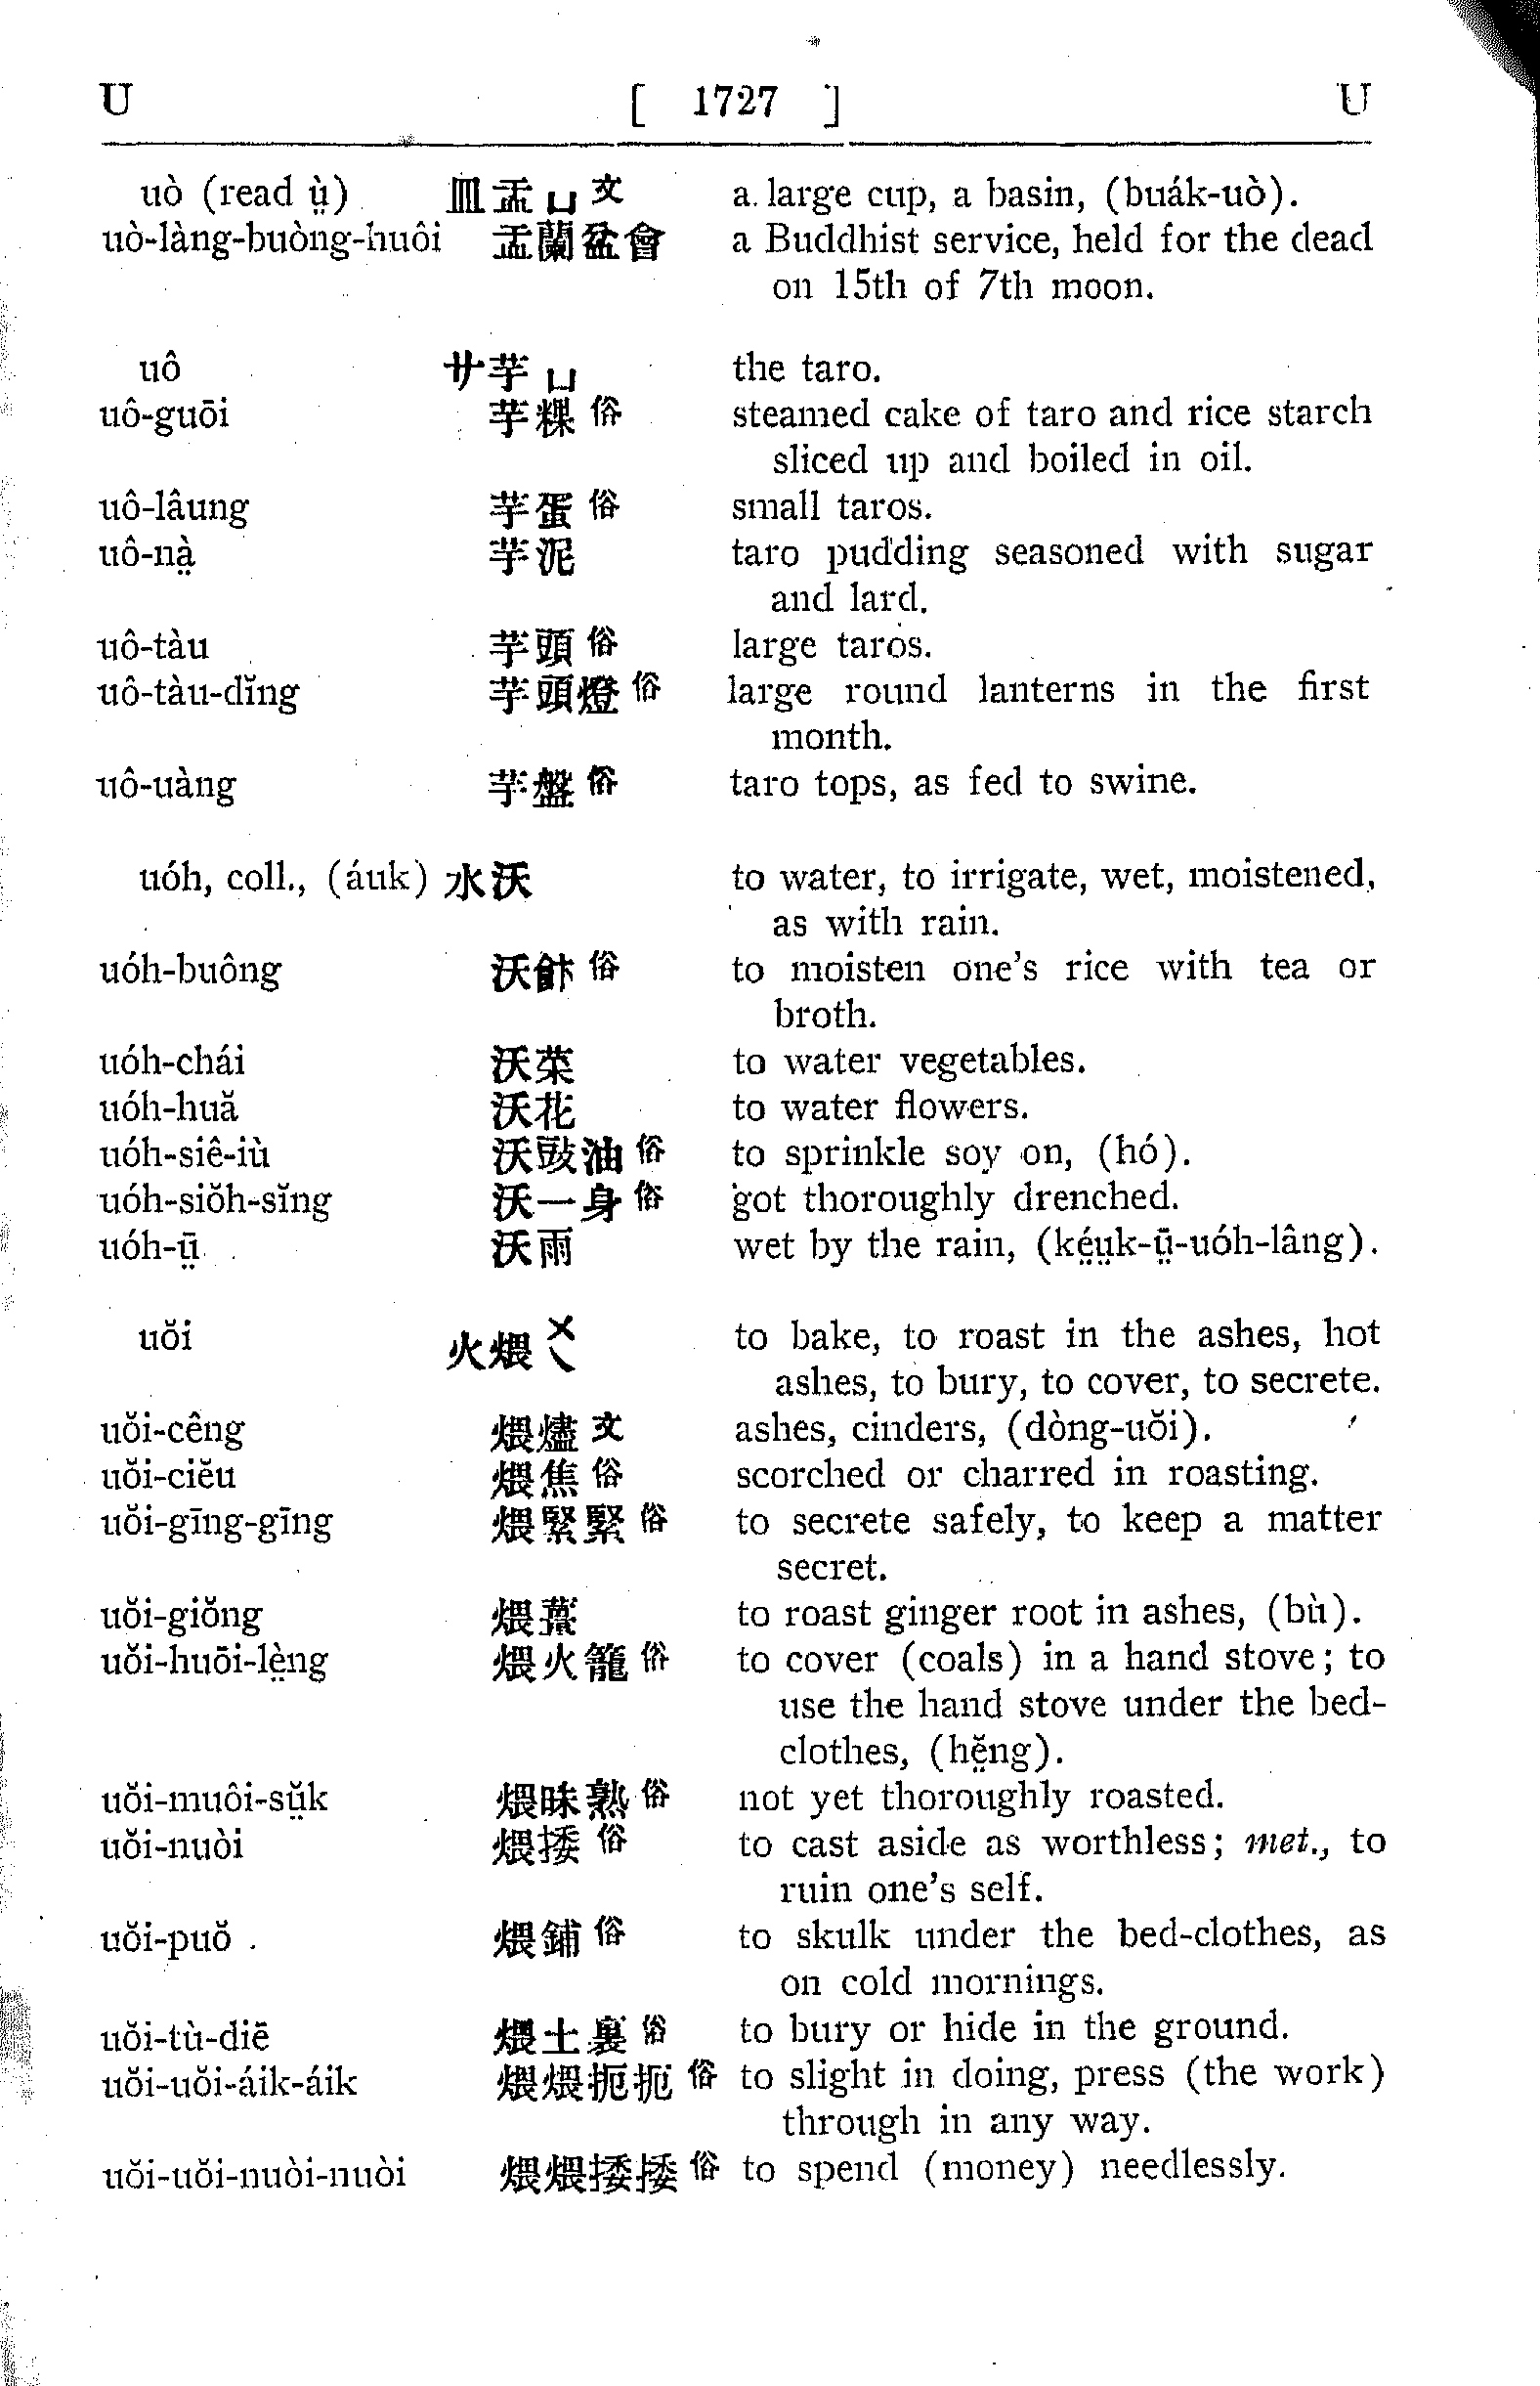 U [ 1727 ] U
uò (read ṳ̀) 皿盂ㄩ文 a large cup, a basin, (buák-uò).
uò-làng-buòng-huôi 盂蘭盆會 a Buddhist service, held for the dead
on 15th of 7th moon.
uô 艹芋ㄩ the taro.
uô-guōi 芋粿俗 steamed cake of taro and rice starch
sliced up and boiled in oil.
uô-lâung 芋蛋俗 small taros.
uô-nà̤ 芋泥 taro pudding seasoned with sugar
and lard.
uô-tàu 芋頭俗 large taros.
uô-tàu-dĭng 芋頭燈俗 large round lanterns in the first
month.
uô-uàng 芋盤俗 taro tops, as fed to swine.
uóh, coll., (áuk) 水沃 to water, to irrigate, wet, moistened,
as with rain.
uóh-buông 沃飰俗 to moisten one's rice with tea or
broth.
uóh-chái 沃菜 to water vegetables.
uóh-huă 沃花 to water flowers.
uóh-siê-iù 沃豉油俗 to sprinkle soy on, (hó).
uóh-siŏh-sĭng 沃一身俗 got thoroughly drenched.
uóh-ṳ̄ 沃雨 wet by the rain, (ké̤ṳk-ṳ̄-uóh-lâng).
uŏi 火煨ㄨㄟ to bake, to roast in the ashes, hot
ashes, to bury, to cover, to secrete.
uŏi-cêng 煨燼文 ashes, cinders, (dòng-uŏi).
uŏi-ciĕu 煨焦俗 scorched or charred in roasting.
uŏi-gīng-gīng 煨緊緊俗 to secrete safely, to keep a matter
secret.
uŏi-giŏng 煨薑 to roast ginger root in ashes, (bù).
uŏi-huōi-lè̤ng 煨火籠俗 to cover (coals) in a hand stove; to
use the hand stove under the bed-
clothes, (hĕ̤ng).
uŏi-muôi-sṳ̆k 煨昧熟俗 not yet thoroughly roasted.
uŏi-nuòi 煨捼俗 to cast aside as worthless; met., to
ruin one's self.
uŏi-puŏ 煨鋪俗 to skulk under the bed-clothes, as
on cold mornings.
uŏi-tù-diē 煨土裏俗 to bury or hide in the ground.
uŏi-uŏi-áik-áik 煨煨扼扼俗 to slight in doing, press (the work)
through in any way.
uŏi-uŏi-nuòi-nuòi 煨煨捼捼俗 to spend (money) needlessly.